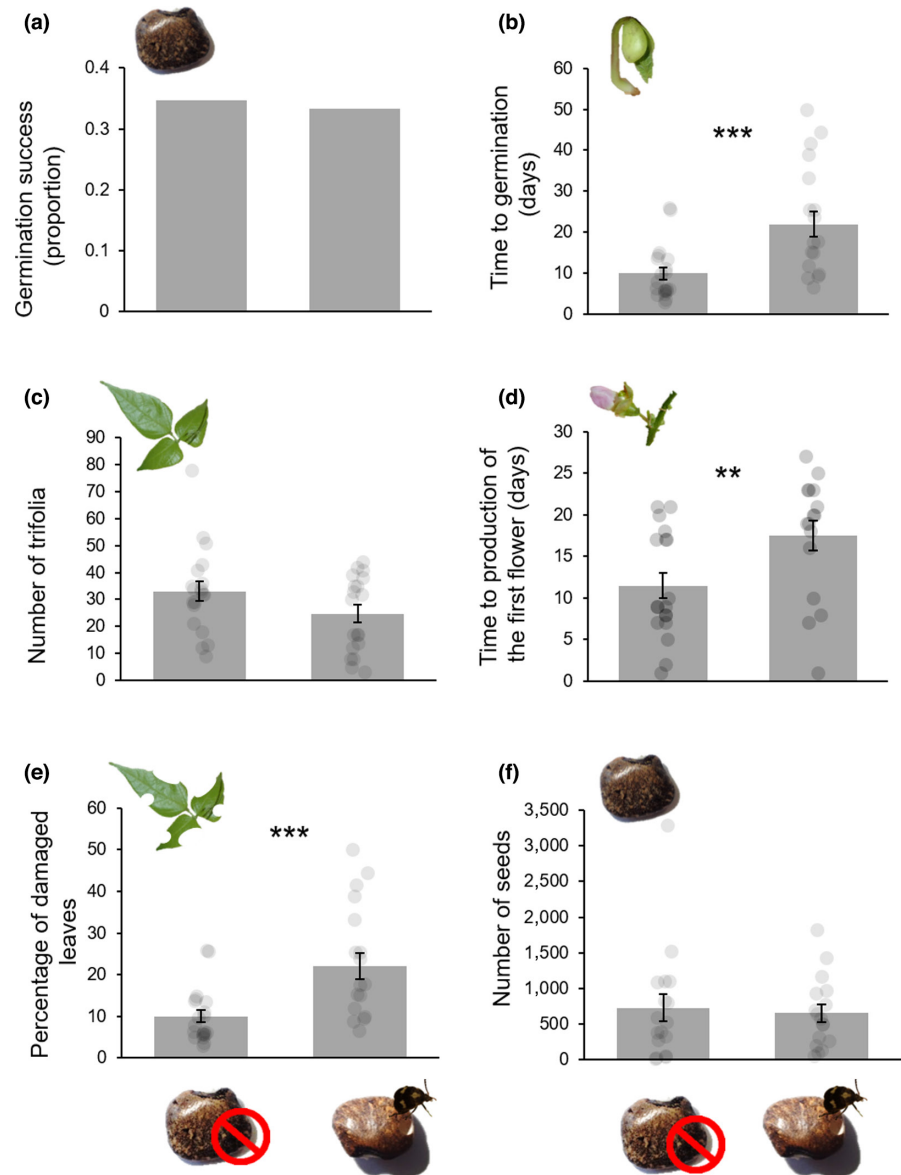 (a)
Germination success
(proportion)
0.4
0.3
0.2
0.1
0
(b)
Time to germination
(days)
60
50
40
30
20
10
0
***
(c)
Number of trifolia
90
80
70
60
50
40
30
20
10
0
(d)
Time to production of
the first flower (days)
30
25
20
15
10
5
0
**
(e)
Percentage of damaged
leaves
60
50
40
30
20
10
0
***
(f)
Number of seeds
3,500
3,000
2,500
2,000
1,500
1,000
500
0